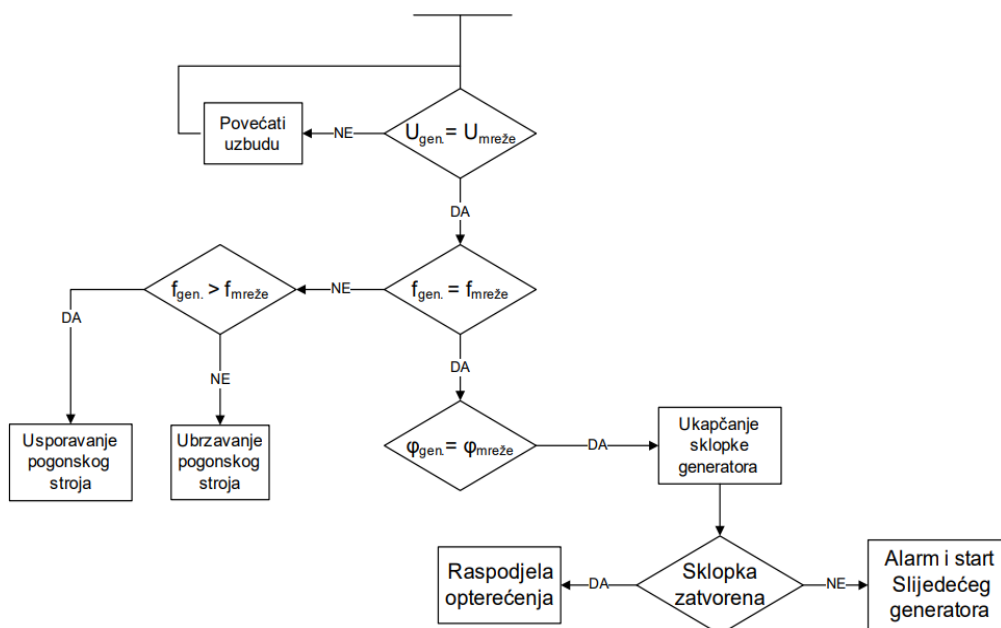 Povećati
uzbudu
NE
Ugen.= Umreže
DA
fgen. > fmreže
NE
fgen. = fmreže
DA
NE
DA
Usporavanje
pogonskog
stroja
Ubrzavanje
pogonskog
stroja
φgen.= φmreže
DA
Ukapčanje
sklopke
generatora
Raspodjela
opterećenja
DA
Sklopka
zatvorena
NE
Alarm i start
Slijedećeg
generatora